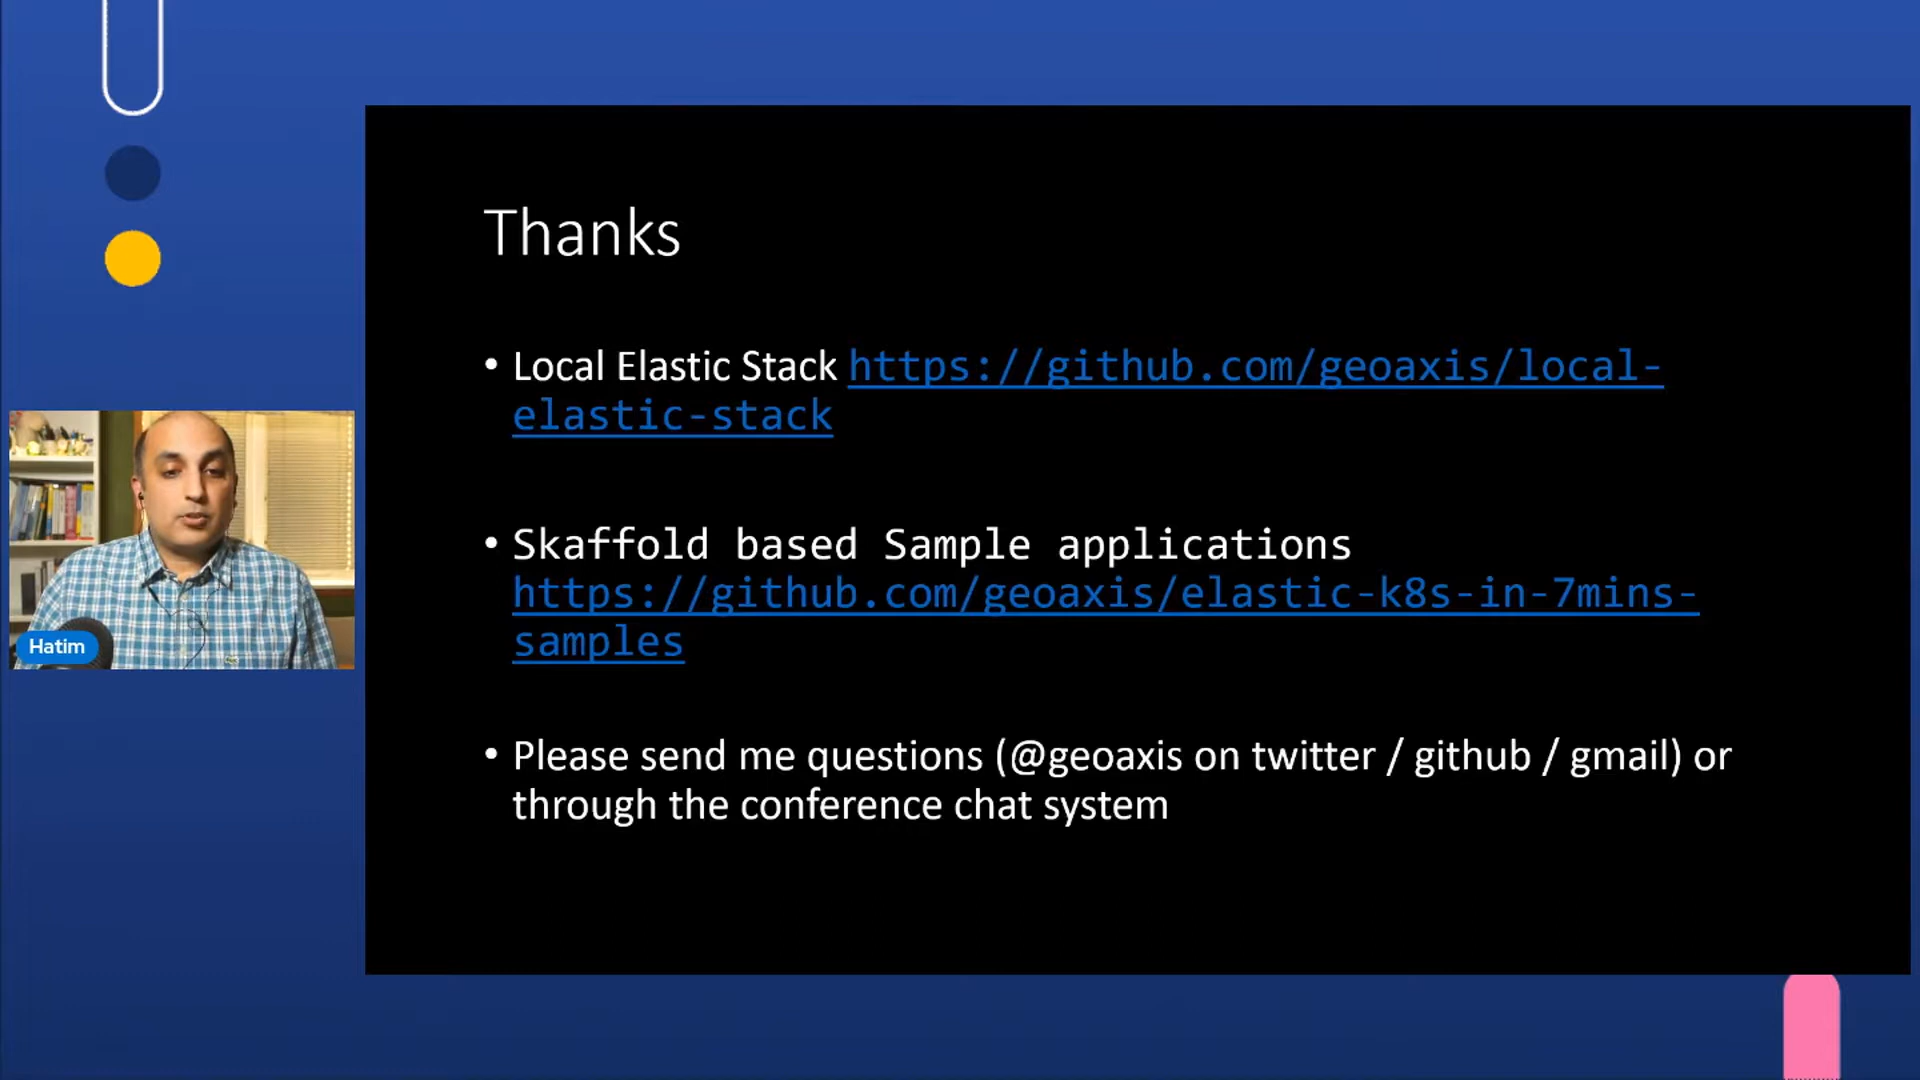 Thanks
• Local Elastic Stack https://github.com/geoaxis/local-
elastic-stack
• Skaffold based Sample applications
https://github.com/geoaxis/elastic-k8s-in-7mins-
samples
• Please send me questions (@geoaxis on twitter / github / gmail) or
through the conference chat system
Hatim